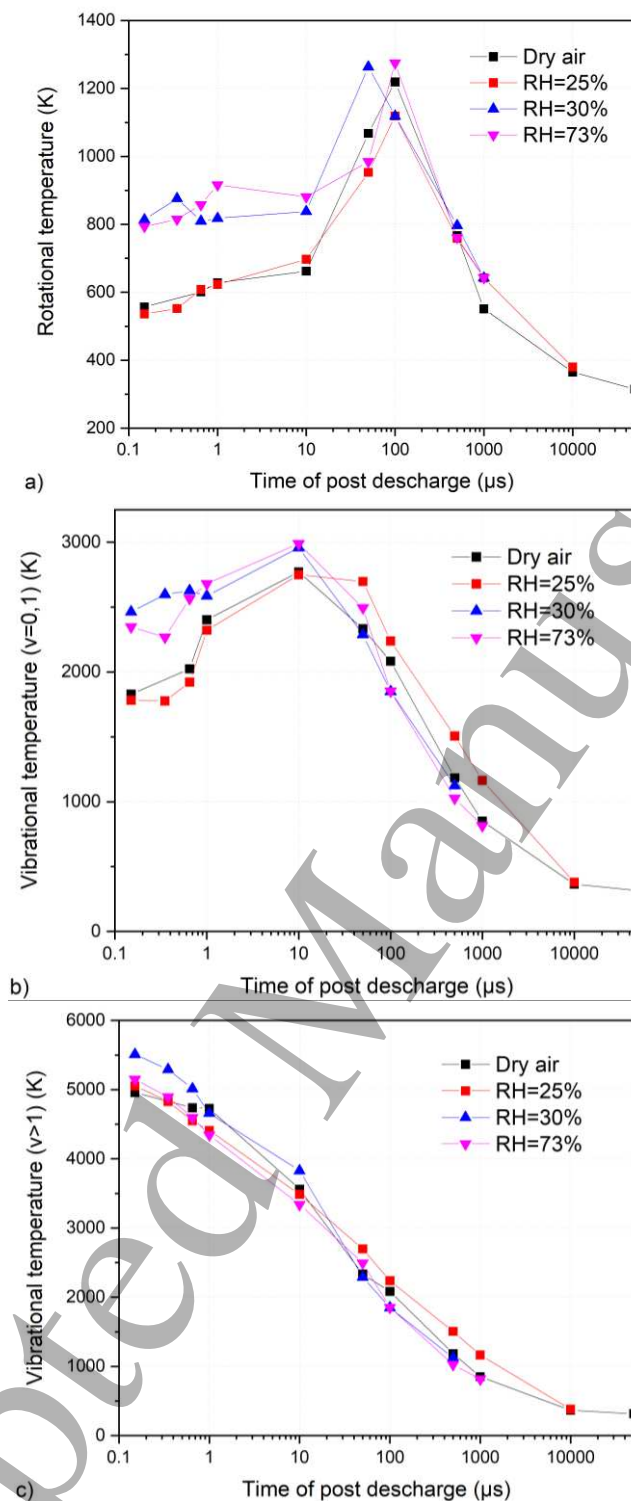 1400
1200
1000
800
600
400
200
Rotational temperature (K)
Dry air
RH=25%
RH=30%
RH=73%
0.1 1 10 100 1000 10000
Time of post descharge (µs)
a)
3000
2000
1000
0
Vibrational temperature (v=0,1) (K)
Dry air
RH=25%
RH=30%
RH=73%
0.1 1 10 100 1000 10000
Time of post descharge (µs)
b)
6000
5000
4000
3000
2000
1000
0
Vibrational temperature (v>1) (K)
Dry air
RH=25%
RH=30%
RH=73%
0.1 1 10 100 1000 10000
Time of post descharge (µs)
c)
pted Manus